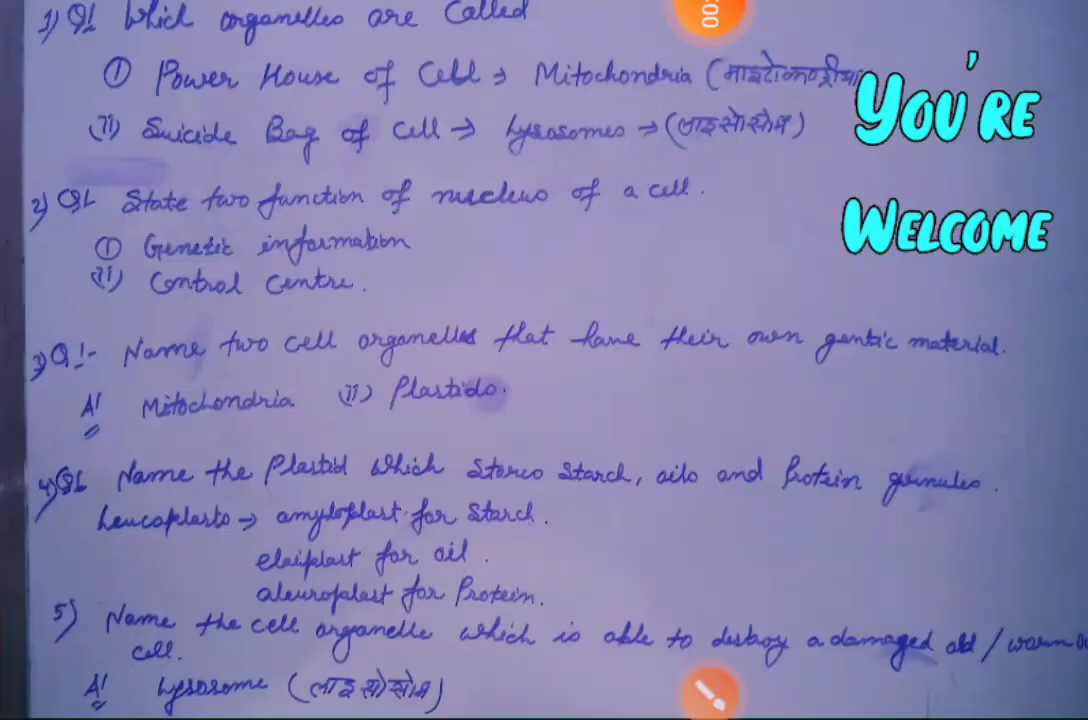 1) Q! Which organelles are called
:00
① Power House of Cell → Mitochondria (माइटोकाण्ड्रीया
(ii) Suicide Bag of cell → Lysosomes → (लाइसोसोम)
YOU'RE
WELCOME
2) Q! State two function of nucleus of a cell.
① Genetic information
(ii) Control Centre.
3) Q!- Name two cell organelles that have their own gentic material.
A! Mitochondria (ii) Plastids.
4) Q! Name the Plastid which stores starch, oils and Protein grnules.
Leucoplasts → amyloplast for Starch.
elaiplast for oil.
aleuroplast for Protein.
5) Name the cell organelle which is able to destroy a damaged old / worn
cell.
A! Lysosome (लाइसोसोम)